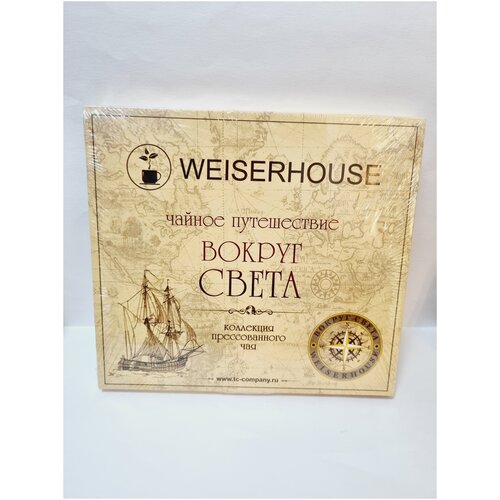 WEISERHOUSE
чайное путешествие
ВОКРУГ
СВЕТА
коллекция
прессованного
чая
www.tc-company.ru
ВОКРУГ СВЕТА
WEISERHOUSE